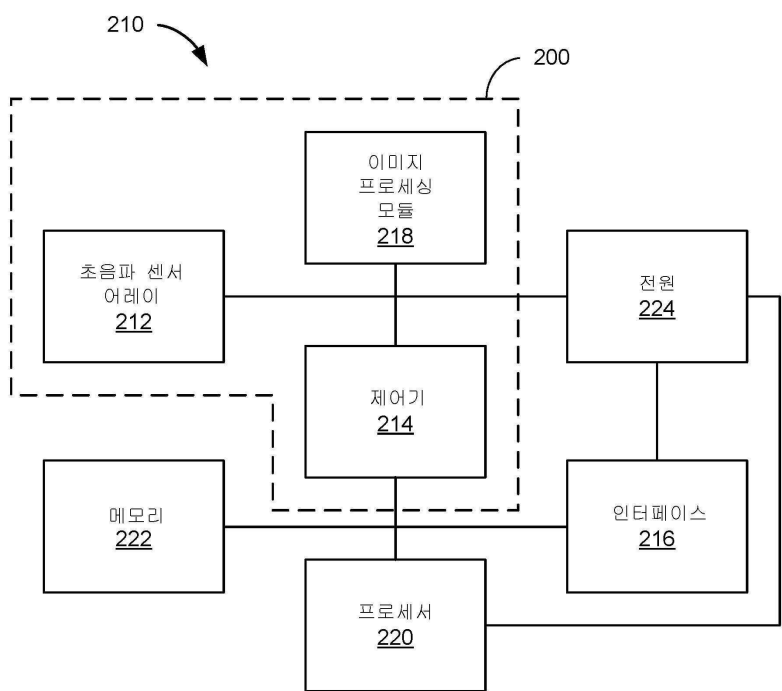 210
200
이미지
프로세싱
모듈
218
초음파 센서
어레이
212
전원
224
제어기
214
메모리
222
인터페이스
216
프로세서
220